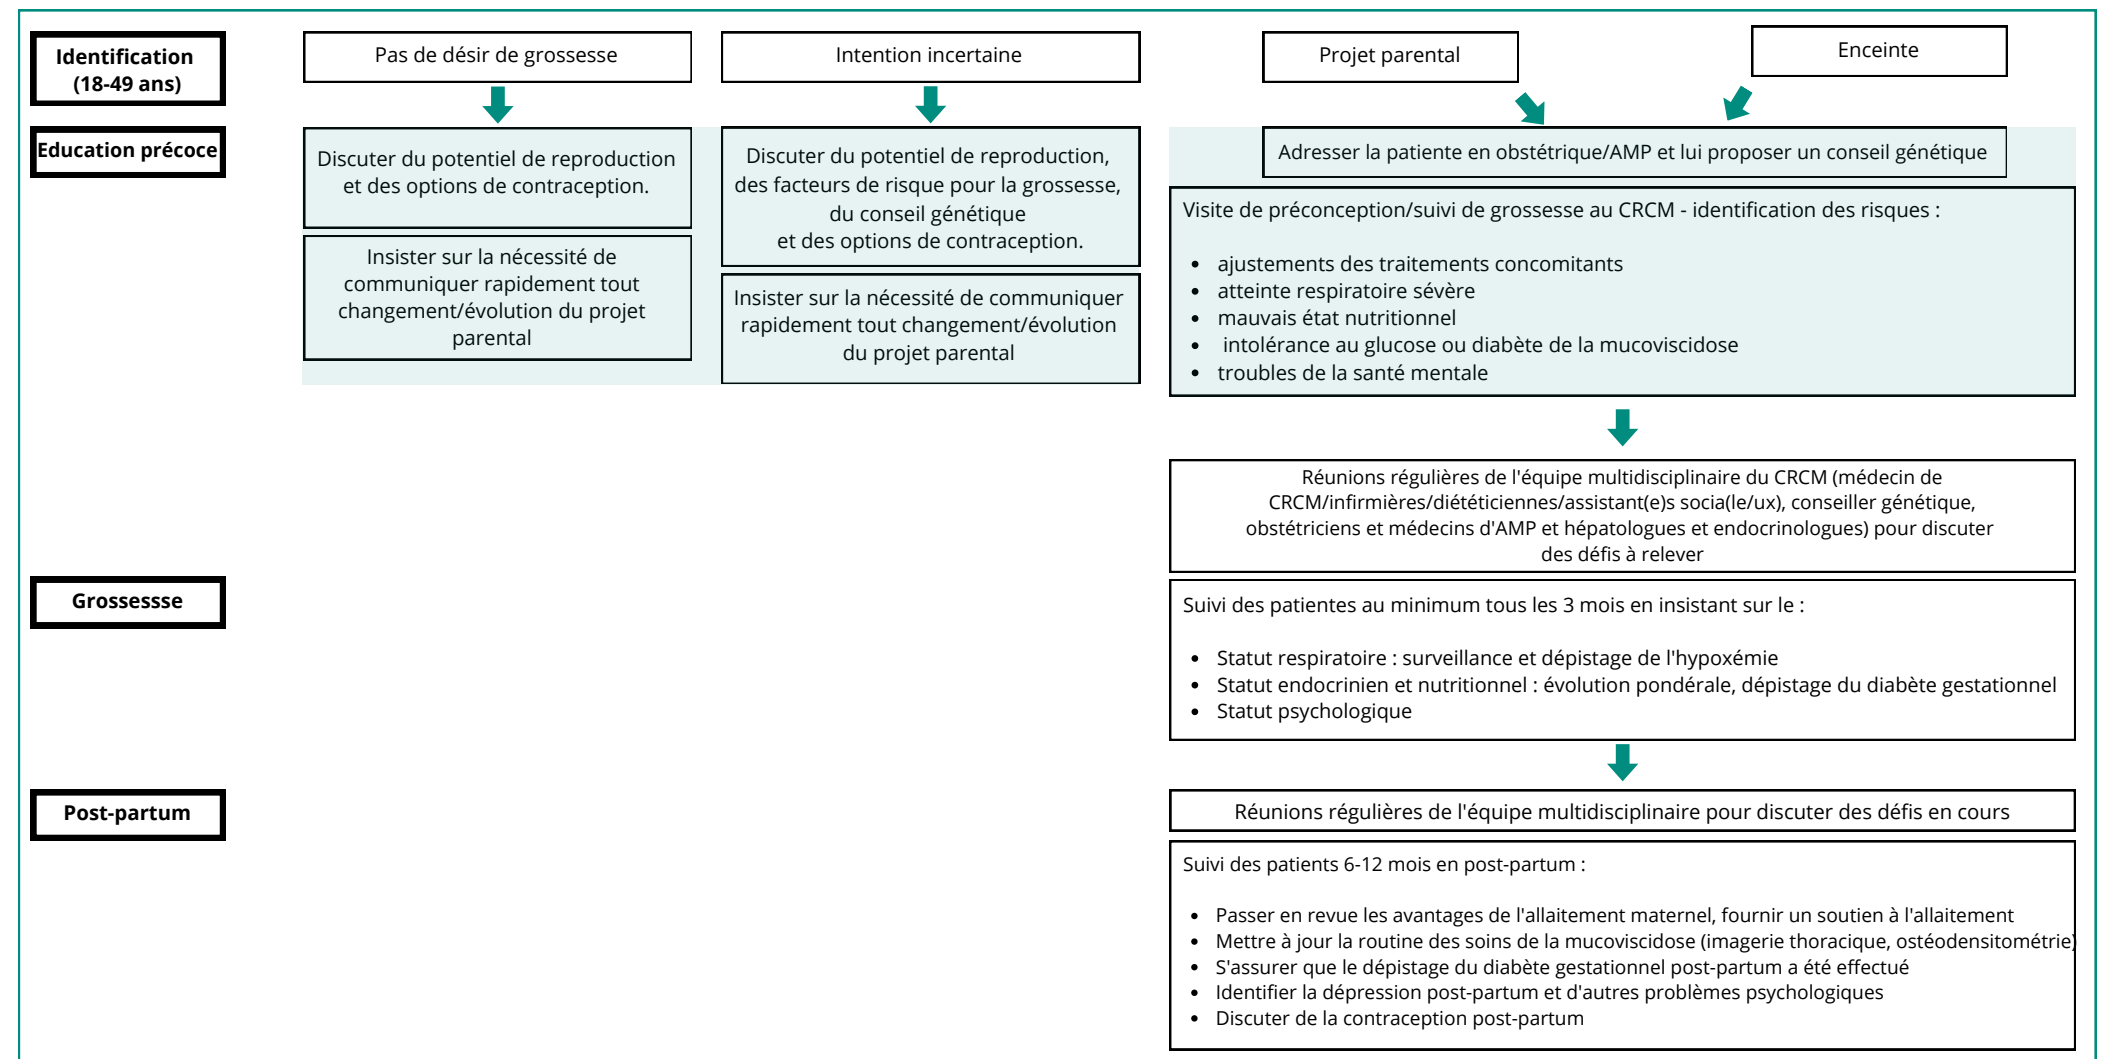 Identification
(18-49 ans)
Pas de désir de grossesse
Intention incertaine
Projet parental
Enceinte
Education précoce
Discuter du potentiel de reproduction
et des options de contraception.
Insister sur la nécessité de
communiquer rapidement tout
changement/évolution du projet
parental
Discuter du potentiel de reproduction,
des facteurs de risque pour la grossesse,
du conseil génétique
et des options de contraception.
Insister sur la nécessité de communiquer
rapidement tout changement/évolution
du projet parental
Adresser la patiente en obstétrique/AMP et lui proposer un conseil génétique
Visite de préconception/suivi de grossesse au CRCM - identification des risques :
• ajustements des traitements concomitants
• atteinte respiratoire sévère
• mauvais état nutritionnel
• intolérance au glucose ou diabète de la mucoviscidose
• troubles de la santé mentale
Réunions régulières de l'équipe multidisciplinaire du CRCM (médecin de
CRCM/infirmières/diététiciennes/assistant(e)s socia(le/ux), conseiller génétique,
obstétriciens et médecins d'AMP et hépatologues et endocrinologues) pour discuter
des défis à relever
Grossessse
Suivi des patientes au minimum tous les 3 mois en insistant sur le :
• Statut respiratoire : surveillance et dépistage de l'hypoxémie
• Statut endocrinien et nutritionnel : évolution pondérale, dépistage du diabète gestationnel
• Statut psychologique
Post-partum
Réunions régulières de l'équipe multidisciplinaire pour discuter des défis en cours
Suivi des patients 6-12 mois en post-partum :
• Passer en revue les avantages de l'allaitement maternel, fournir un soutien à l'allaitement
• Mettre à jour la routine des soins de la mucoviscidose (imagerie thoracique, ostéodensitométrie)
• S'assurer que le dépistage du diabète gestationnel post-partum a été effectué
• Identifier la dépression post-partum et d'autres problèmes psychologiques
• Discuter de la contraception post-partum